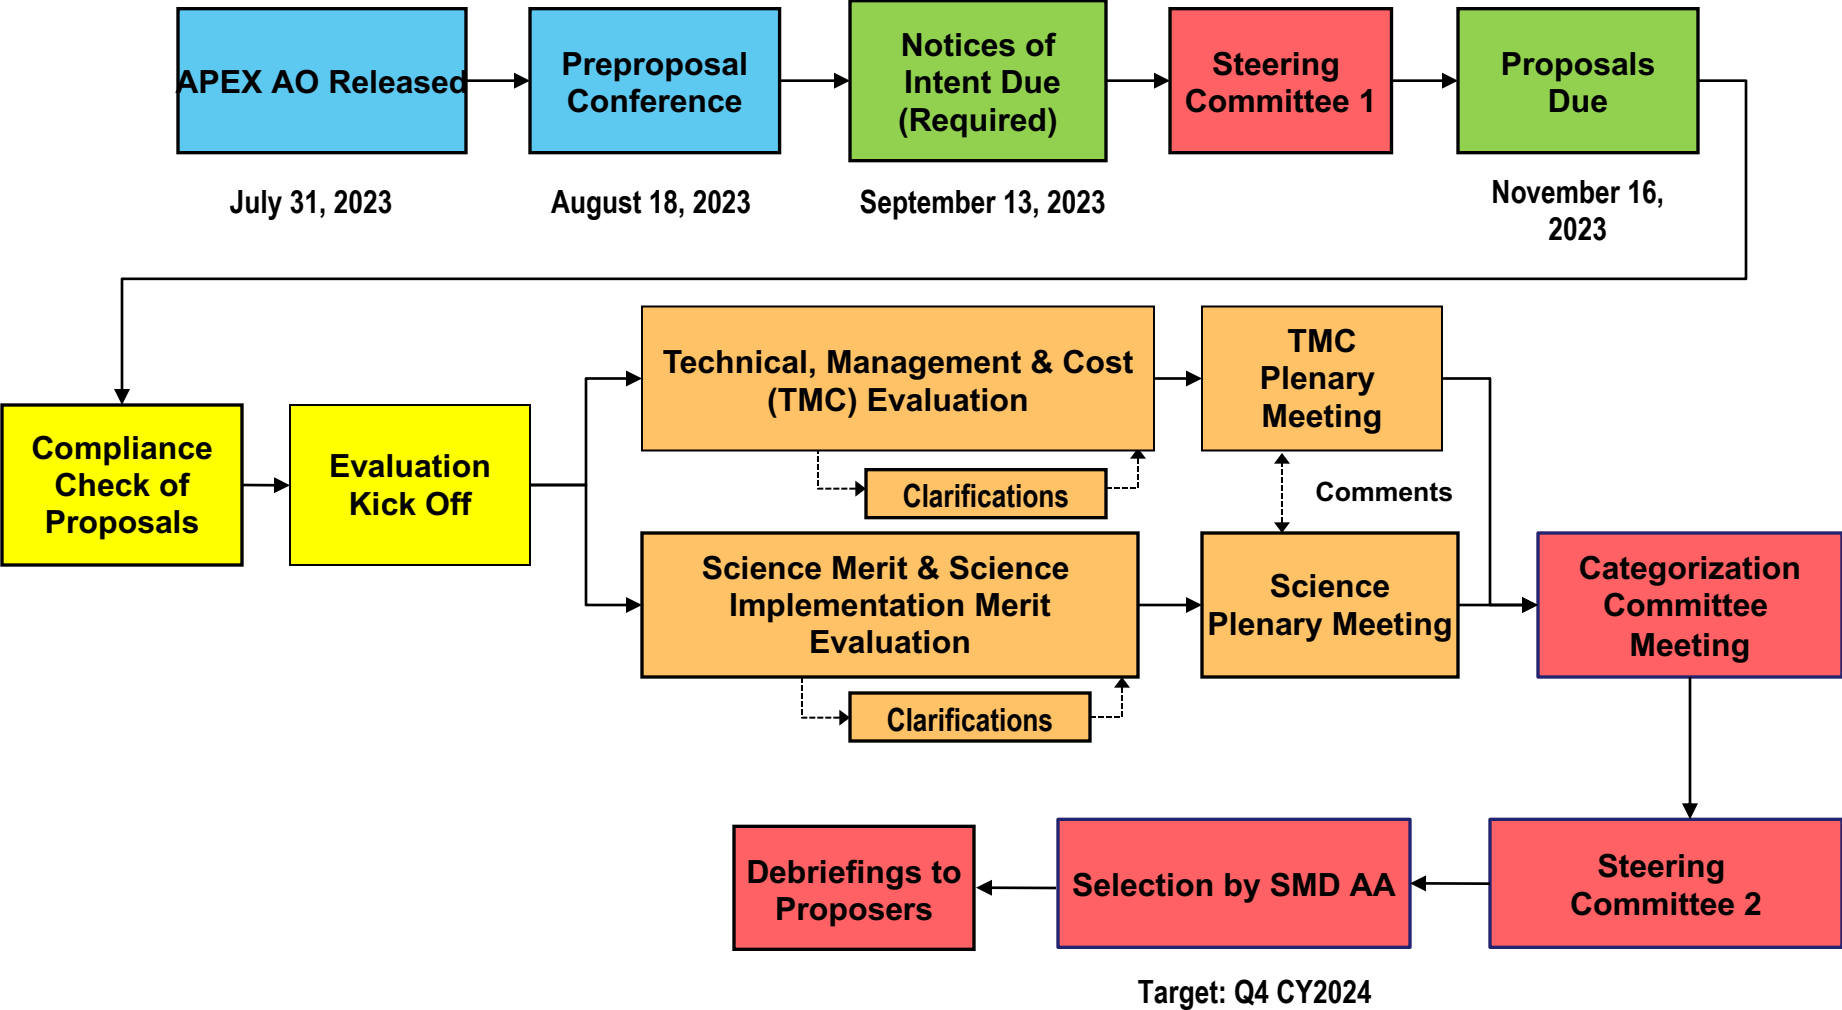 APEX AO Released
Preproposal
Conference
Notices of
Intent Due
(Required)
Steering
Committee 1
Proposals
Due
July 31, 2023
August 18, 2023
September 13, 2023
November 16,
2023
Compliance
Check of
Proposals
Evaluation
Kick Off
Technical, Management & Cost
(TMC) Evaluation
Clarifications
TMC
Plenary
Meeting
Comments
Science Merit & Science
Implementation Merit
Evaluation
Clarifications
Science
Plenary Meeting
Categorization
Committee
Meeting
Debriefings to
Proposers
Selection by SMD AA
Steering
Committee 2
Target: Q4 CY2024